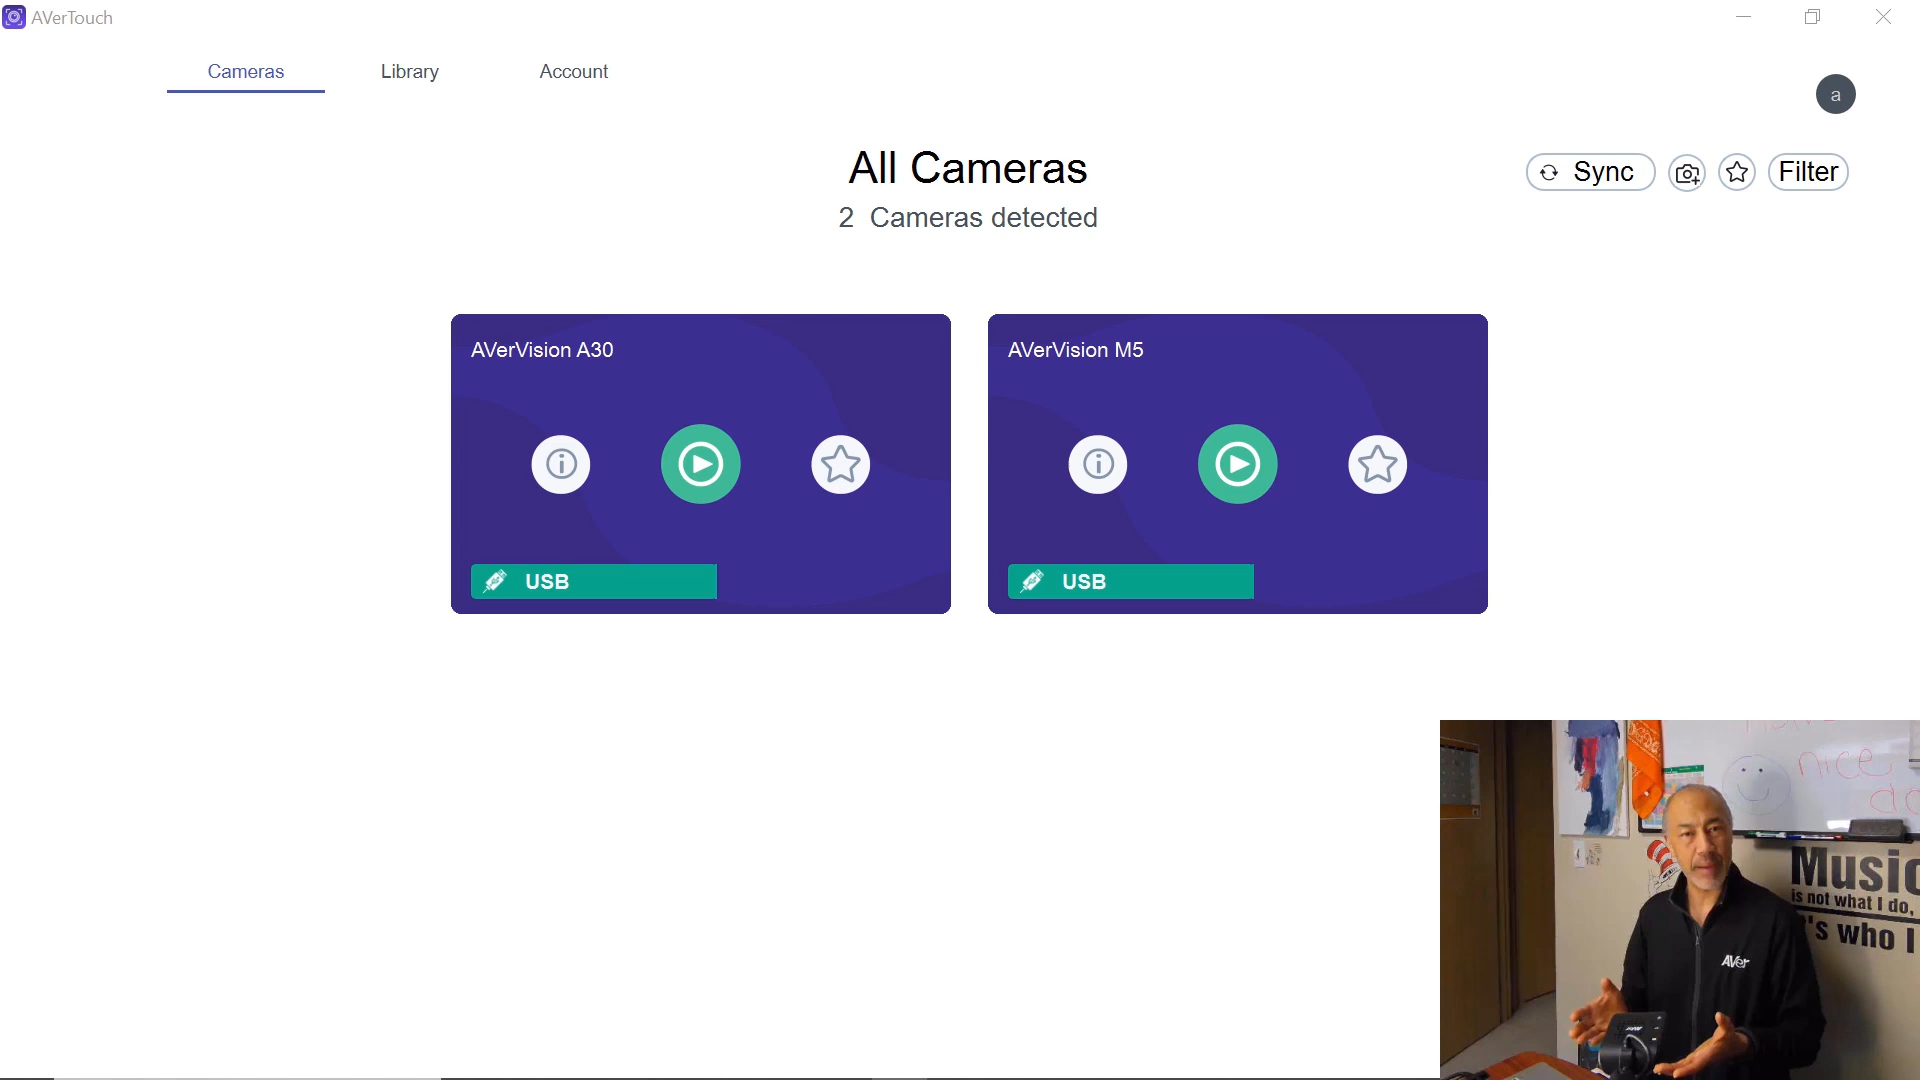 AVerTouch
Cameras
Library
Account
a
All Cameras
2 Cameras detected
Sync
Filter
AVerVision A30
AVerVision M5
USB
USB
nice
Music
is not what I do,
's who I
AVer